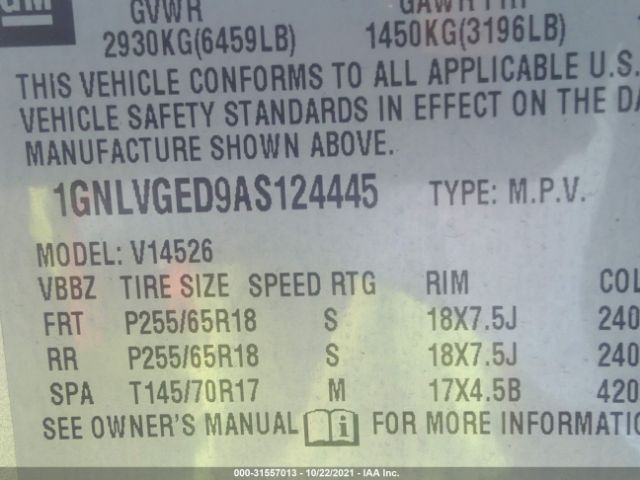 GM GVWR GAWR FRT
2930KG(6459LB) 1450KG(3196LB)
THIS VEHICLE CONFORMS TO ALL APPLICABLE U.S.
VEHICLE SAFETY STANDARDS IN EFFECT ON THE DA
MANUFACTURE SHOWN ABOVE.
1GNLVGED9AS124445 TYPE: M.P.V.
MODEL: V14526
VBBZ TIRE SIZE SPEED RTG RIM COL
FRT P255/65R18 S 18X7.5J 240
RR P255/65R18 S 18X7.5J 240
SPA T145/70R17 M 17X4.5B 420
SEE OWNER'S MANUAL i FOR MORE INFORMATIO
000-31557013 - 10/22/2021 - IAA Inc.